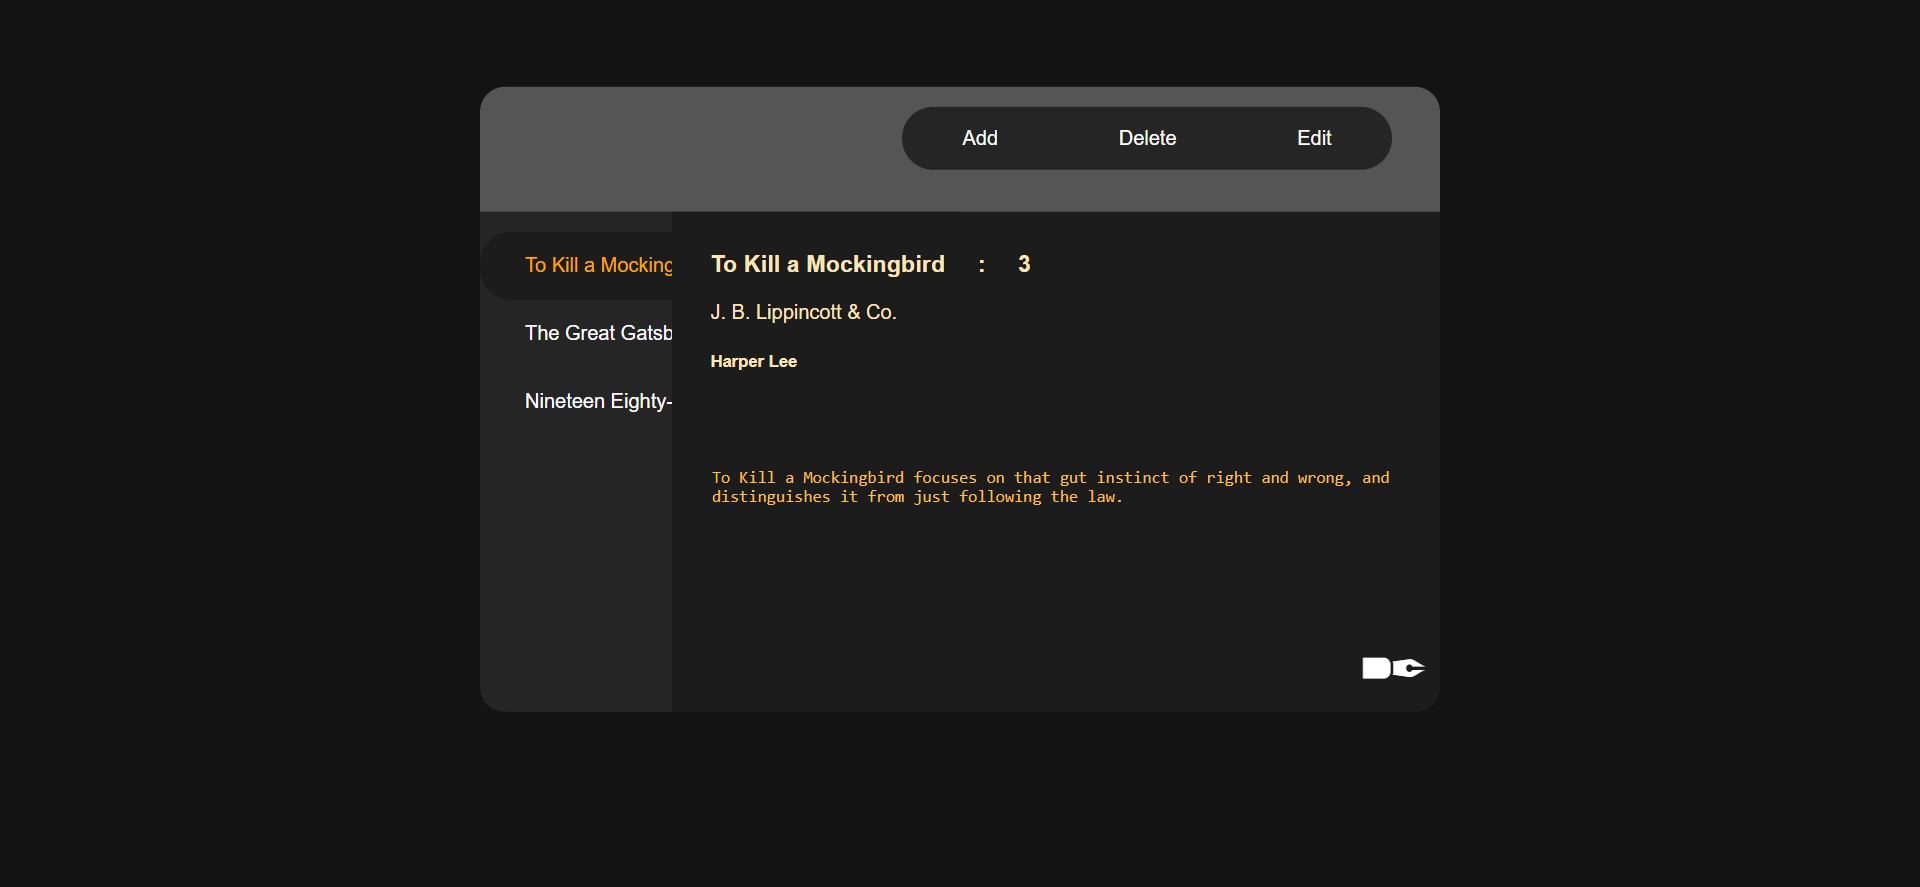 Add Delete Edit
To Kill a Mocking
The Great Gatsb
Nineteen Eighty-
To Kill a Mockingbird : 3
J. B. Lippincott & Co.
Harper Lee
To Kill a Mockingbird focuses on that gut instinct of right and wrong, and
distinguishes it from just following the law.